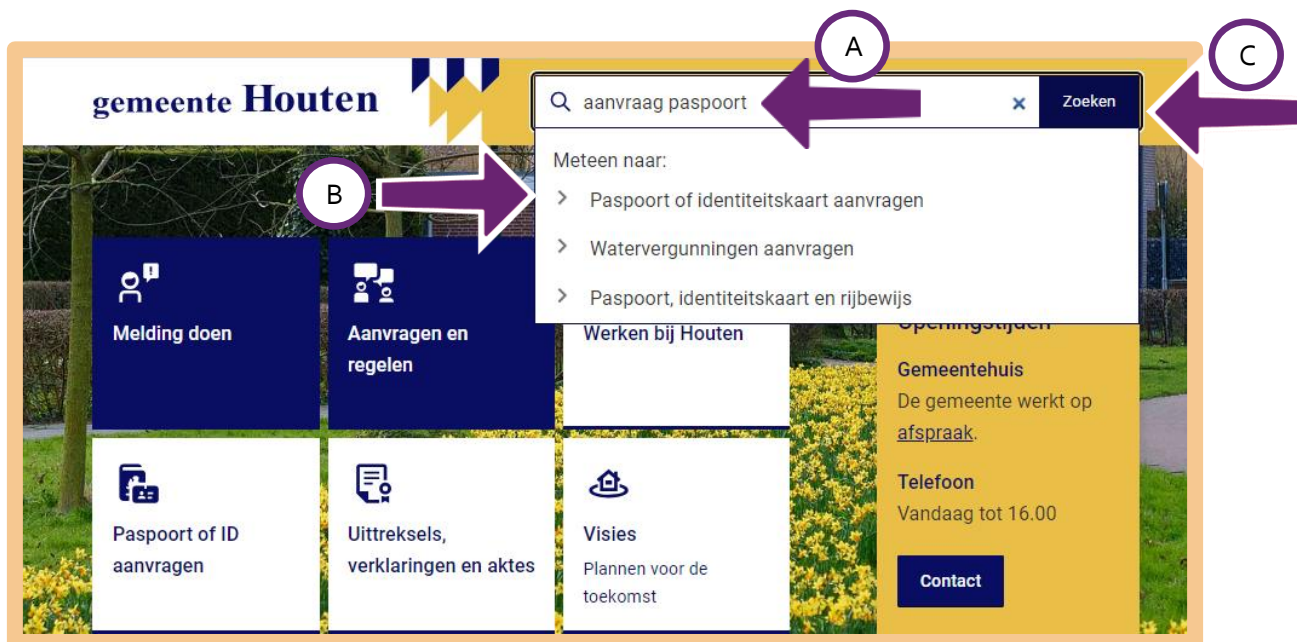 A
C
gemeente Houten
aanvraag paspoort
Zoeken
Meteen naar:
B
Paspoort of identiteitskaart aanvragen
Watervergunningen aanvragen
Paspoort, identiteitskaart en rijbewijs
Melding doen
Aanvragen en
regelen
Werken bij Houten
Openingstijden
Gemeentehuis
De gemeente werkt op
afspraak.
Telefoon
Vandaag tot 16.00
Contact
Paspoort of ID
aanvragen
Uittreksels,
verklaringen en aktes
Visies
Plannen voor de
toekomst